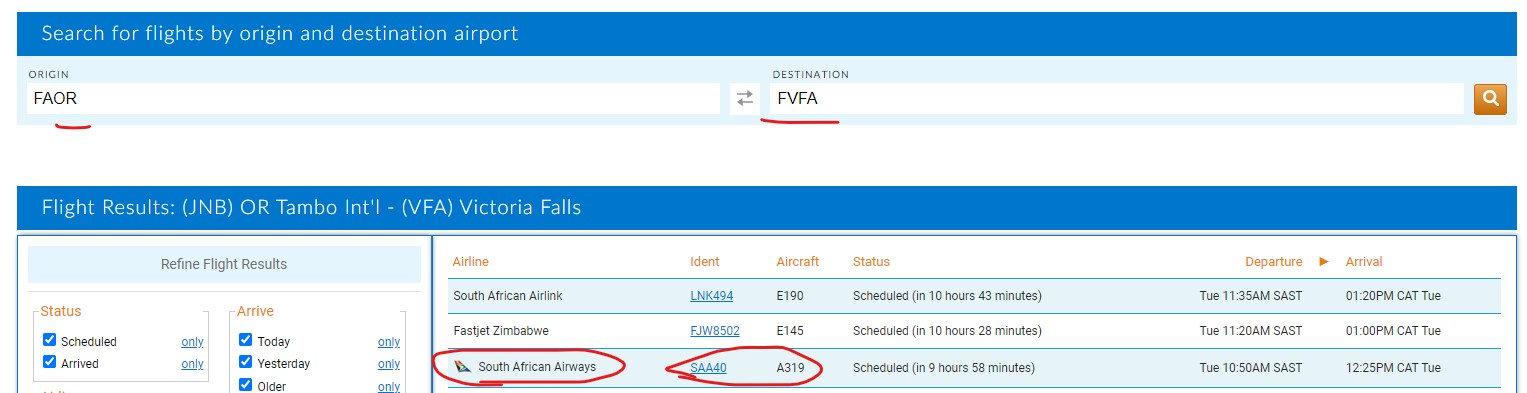 Search for flights by origin and destination airport
ORIGIN DESTINATION
FAOR FVFA
Flight Results: (JNB) OR Tambo Int'l - (VFA) Victoria Falls
Refine Flight Results
Status
Scheduled only
Arrived only
Arrive
Today only
Yesterday only
Older only
Airline Ident Aircraft Status Departure Arrival
South African Airlink LNK494 E190 Scheduled (in 10 hours 43 minutes) Tue 11:35AM SAST 01:20PM CAT Tue
Fastjet Zimbabwe FJW8502 E145 Scheduled (in 10 hours 28 minutes) Tue 11:20AM SAST 01:00PM CAT Tue
South African Airways SAA40 A319 Scheduled (in 9 hours 58 minutes) Tue 10:50AM SAST 12:25PM CAT Tue